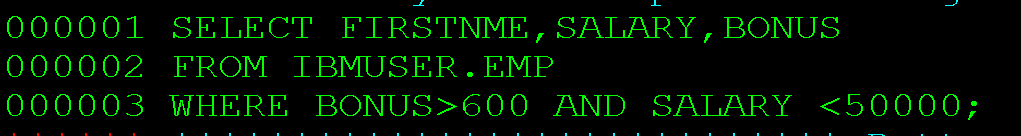 000001 SELECT FIRSTNME,SALARY,BONUS
000002 FROM IBMUSER.EMP
000003 WHERE BONUS>600 AND SALARY <50000;